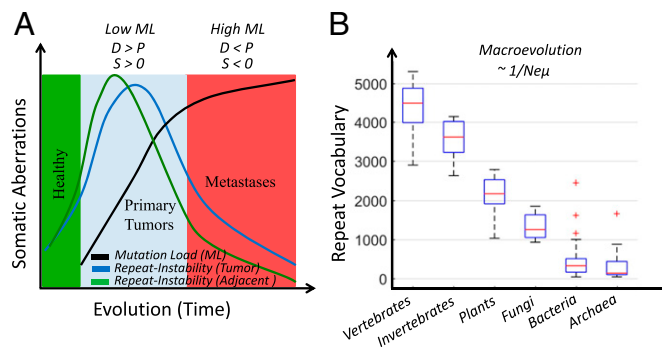 A
Low ML
D > P
S > 0
High ML
D < P
S < 0
Somatic Aberrations
Healthy
Primary
Tumors
Metastases
Mutation Load (ML)
Repeat-Instability (Tumor)
Repeat-Instability (Adjacent )
Evolution (Time)
B
Macroevolution
~ 1/Neμ
Repeat Vocabulary
5000
4000
3000
2000
1000
0
Vertebrates
Invertebrates
Plants
Fungi
Bacteria
Archaea